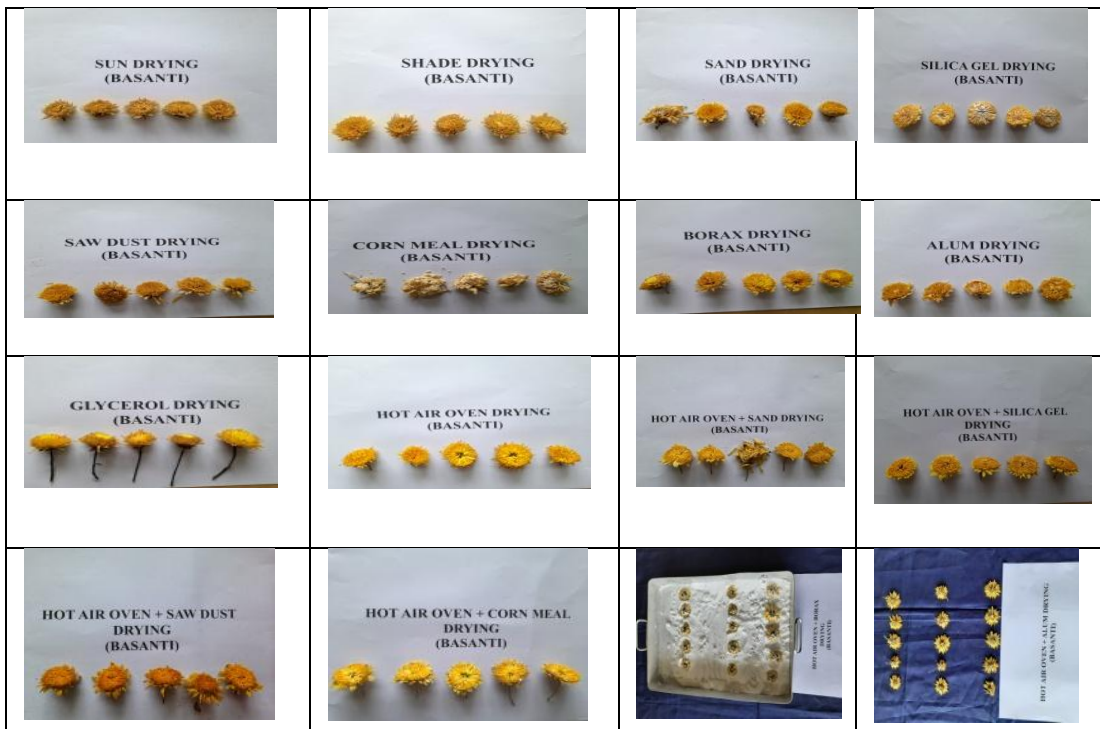 SUN DRYING
(BASANTI)
SHADE DRYING
(BASANTI)
SAND DRYING
(BASANTI)
SILICA GEL DRYING
(BASANTI)
SAW DUST DRYING
(BASANTI)
CORN MEAL DRYING
(BASANTI)
BORAX DRYING
(BASANTI)
ALUM DRYING
(BASANTI)
GLYCEROL DRYING
(BASANTI)
HOT AIR OVEN DRYING
(BASANTI)
HOT AIR OVEN + SAND DRYING
(BASANTI)
HOT AIR OVEN + SILICA GEL
DRYING
(BASANTI)
HOT AIR OVEN + SAW DUST
DRYING
(BASANTI)
HOT AIR OVEN + CORN MEAL
DRYING
(BASANTI)
HOT AIR OVEN + BORAX
DRYING
(BASANTI)
HOT AIR OVEN + ALUM DRYING
(BASANTI)